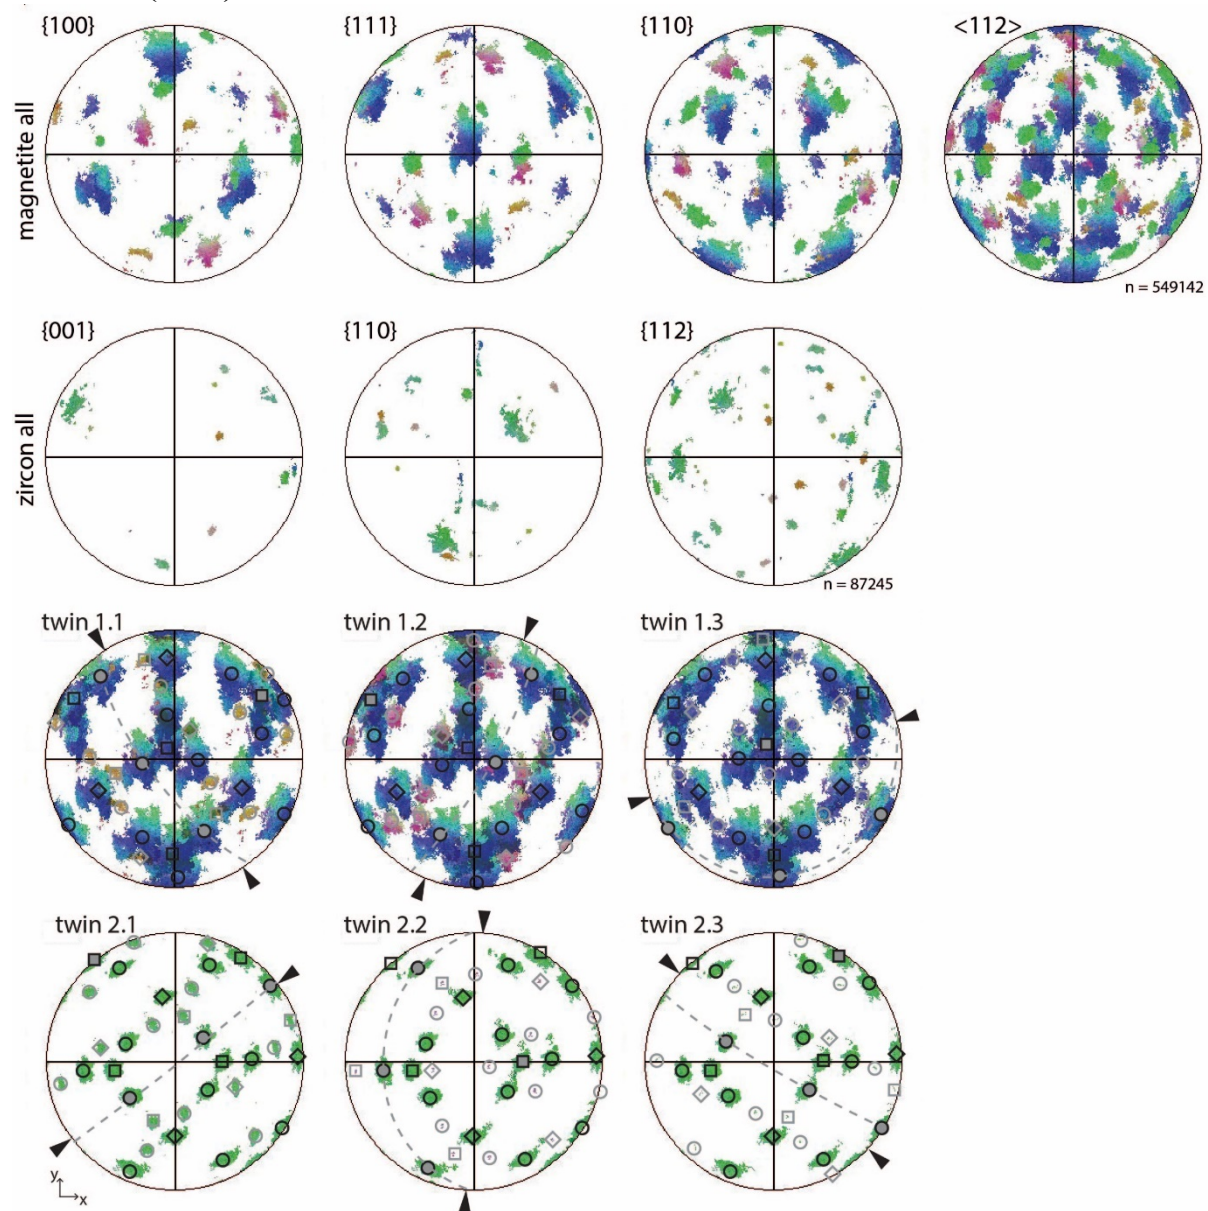 {100}
{111}
{110}
<112>
magnetite all
n = 549142
{001}
{110}
{112}
zircon all
n = 87245
twin 1.1
twin 1.2
twin 1.3
twin 2.1
twin 2.2
twin 2.3
y
x